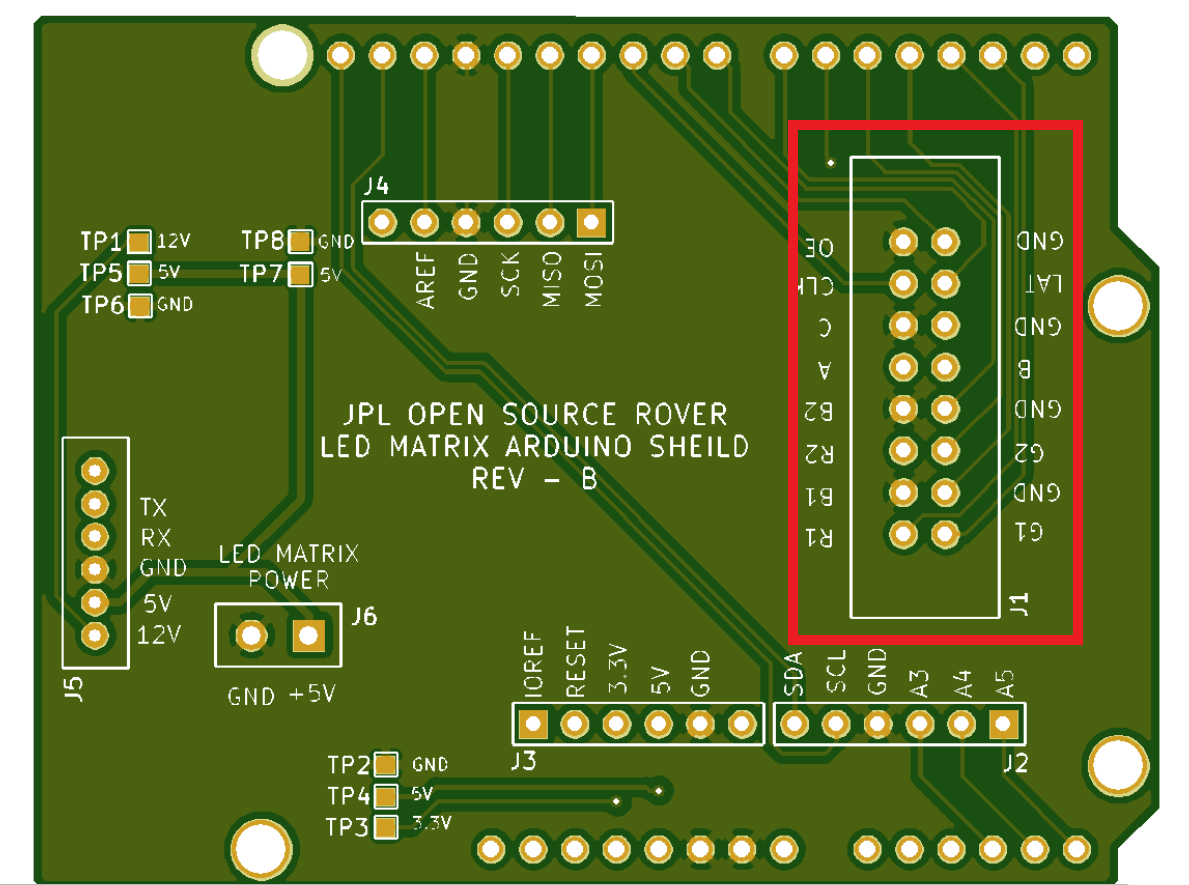 J4
TP1 12V
TP8 GND
TP5 5V
TP7 5V
TP6 GND
AREF
GND
SCK
MISO
MOSI
OE
GND
CLK
LAT
C
GND
A
B
B2
GND
R2
G2
B1
GND
R1
G1
J1
JPL OPEN SOURCE ROVER
LED MATRIX ARDUINO SHEILD
REV - B
TX
RX
GND
5V
12V
J5
LED MATRIX
POWER
J6
GND +5V
IOREF
RESET
3.3V
5V
GND
J3
SDA
SCL
GND
A3
A4
A5
J2
TP2 GND
TP4 5V
TP3 3.3V